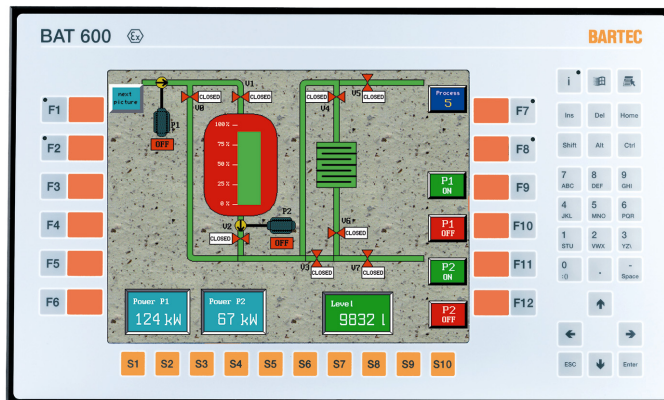 BAT 600 Ex BARTEC
next
picture
V1
CLOSED CLOSED
V0
V5
V4 CLOSED
CLOSED
Process
5
P1
OFF
100%
75%
50%
25%
0%
P1
ON
V2
P2
CLOSED
OFF
V6
CLOSED
P1
OFF
V3 V7
CLOSED CLOSED
P2
ON
P2
OFF
Power P1
124 kW
Power P2
67 kW
Level
9832 l
F1
F2
F3
F4
F5
F6
F7
F8
F9
F10
F11
F12
S1 S2 S3 S4 S5 S6 S7 S8 S9 S10
i
Ins Del Home
Shift Alt Ctrl
7 8 9
ABC DEF GHI
4 5 6
JKL MNO PQR
1 2 3
STU VWX YZ\
0 . -
Space
ESC Enter